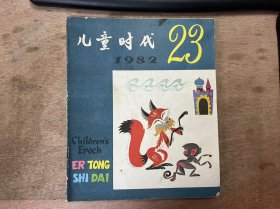 儿童时代 23
1982
Children's
Epoch
ER TONG
SHI DAI